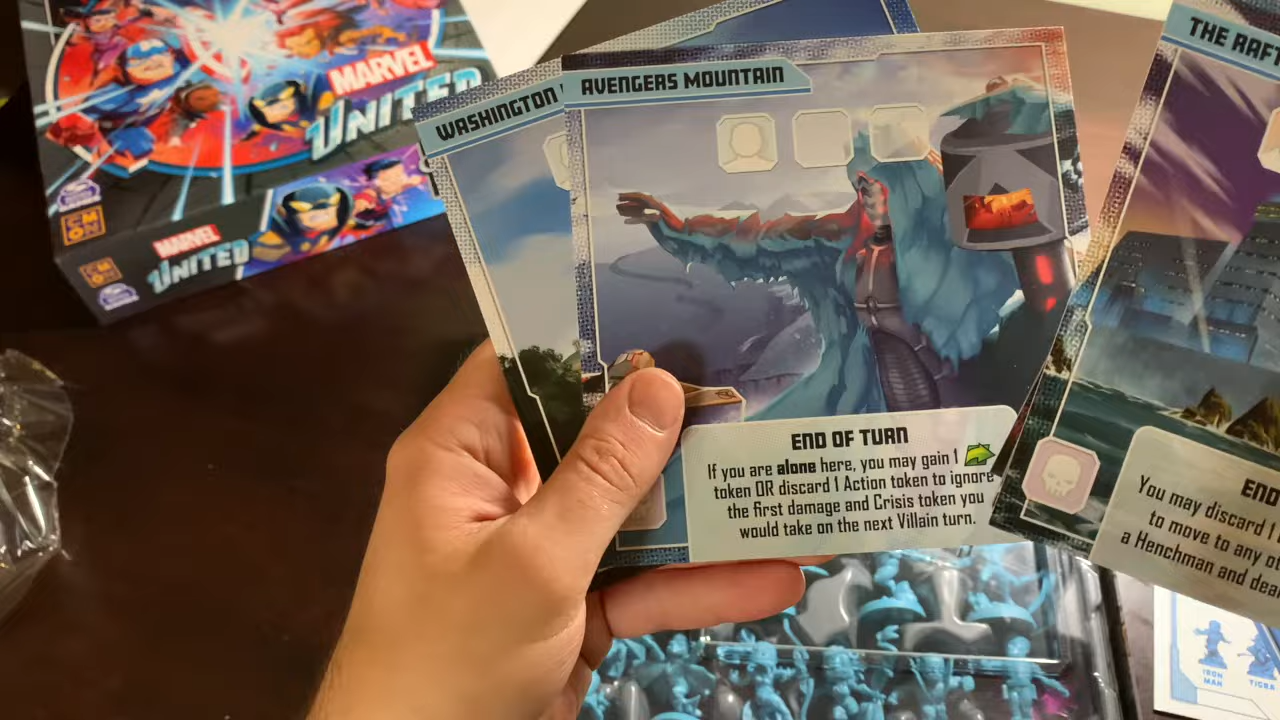 MARVEL
UNITED
MARVEL
UNITED
CMON
CMON
WASHINGTON
AVENGERS MOUNTAIN
END OF TURN
If you are alone here, you may gain 1
token OR discard 1 Action token to ignore
the first damage and Crisis token you
would take on the next Villain turn.
THE RAFT
END
You may discard 1
to move to any
a Henchman and
IRON
MAN
TIGRA